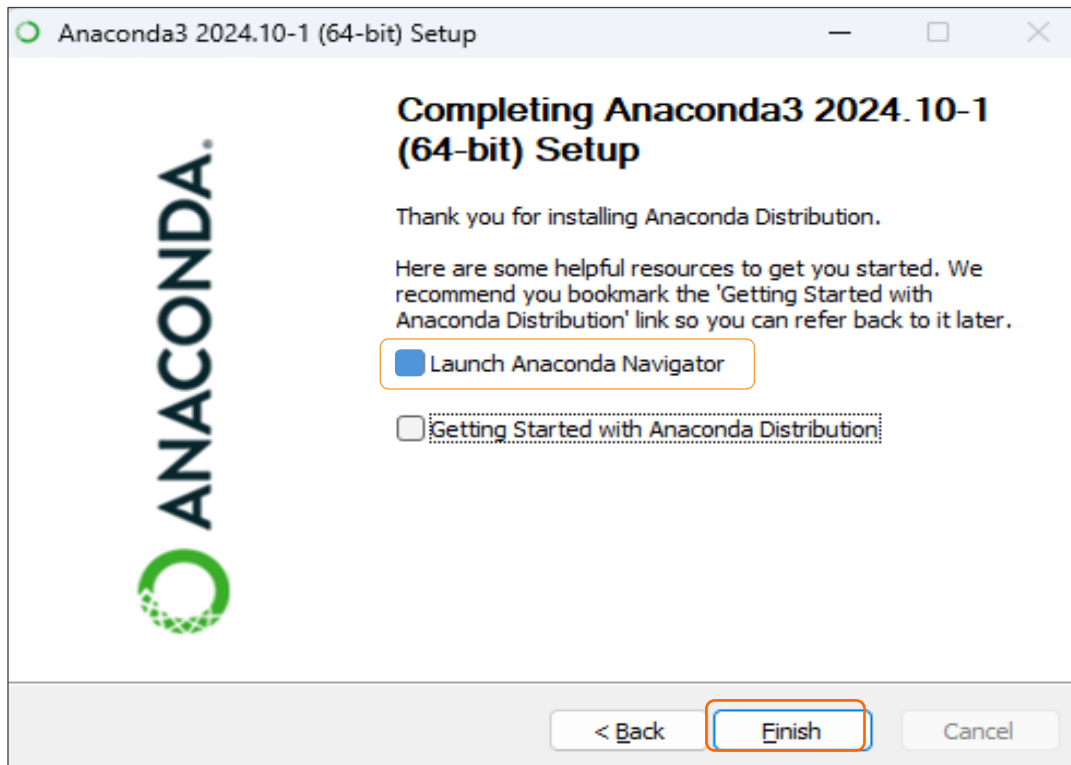 Anaconda3 2024.10-1 (64-bit) Setup
Completing Anaconda3 2024.10-1
(64-bit) Setup
ANACONDA.
Thank you for installing Anaconda Distribution.
Here are some helpful resources to get you started. We
recommend you bookmark the 'Getting Started with
Anaconda Distribution' link so you can refer back to it later.
Launch Anaconda Navigator
Getting Started with Anaconda Distribution
< Back
Finish
Cancel